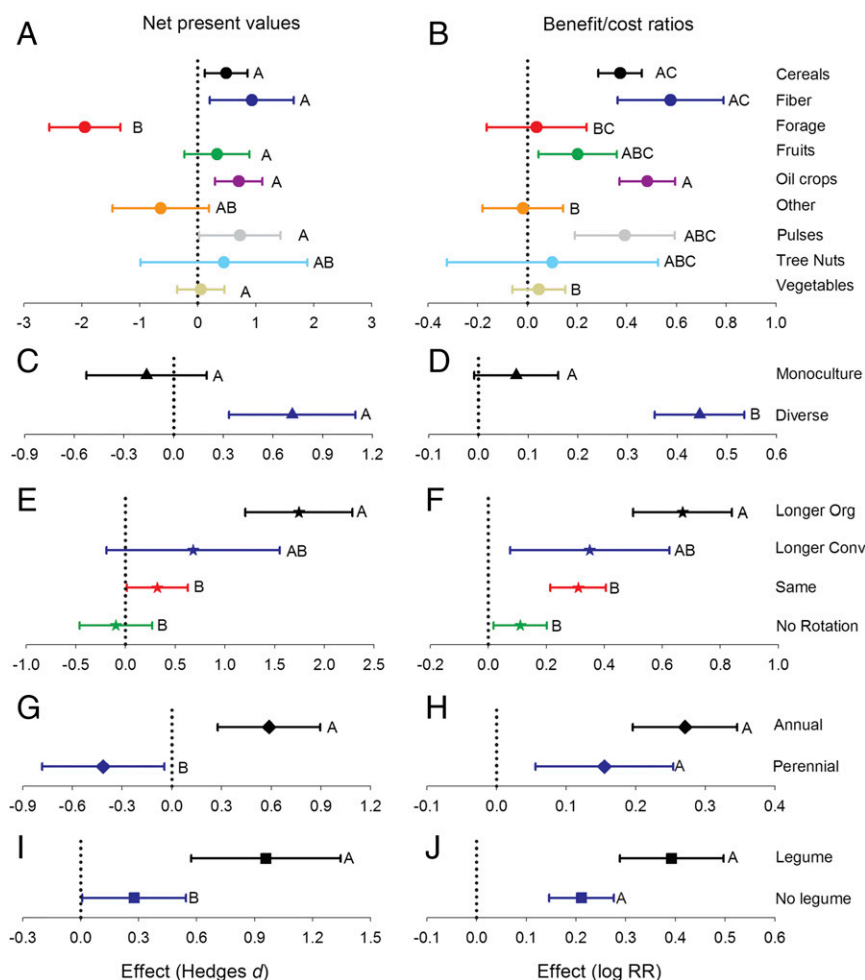 Net present values Benefit/cost ratios
A B
A AC Cereals
A AC Fiber
B BC Forage
A ABC Fruits
A A Oil crops
AB B Other
A ABC Pulses
AB ABC Tree Nuts
A B Vegetables
-3 -2 -1 0 1 2 3 -0.4 -0.2 0.0 0.2 0.4 0.6 0.8 1.0
C D
A A Monoculture
A B Diverse
-0.9 -0.6 -0.3 0.0 0.3 0.6 0.9 1.2 -0.1 0.0 0.1 0.2 0.3 0.4 0.5 0.6
E F
A A Longer Org
AB AB Longer Conv
B B Same
B B No Rotation
-1.0 -0.5 0.0 0.5 1.0 1.5 2.0 2.5 -0.2 0.0 0.2 0.4 0.6 0.8 1.0
G H
A A Annual
B A Perennial
-0.9 -0.6 -0.3 0.0 0.3 0.6 0.9 1.2 -0.1 0.0 0.1 0.2 0.3 0.4
I J
A A Legume
B A No legume
-0.3 0.0 0.3 0.6 0.9 1.2 1.5 -0.1 0.0 0.1 0.2 0.3 0.4 0.5 0.6
Effect (Hedges d) Effect (log RR)